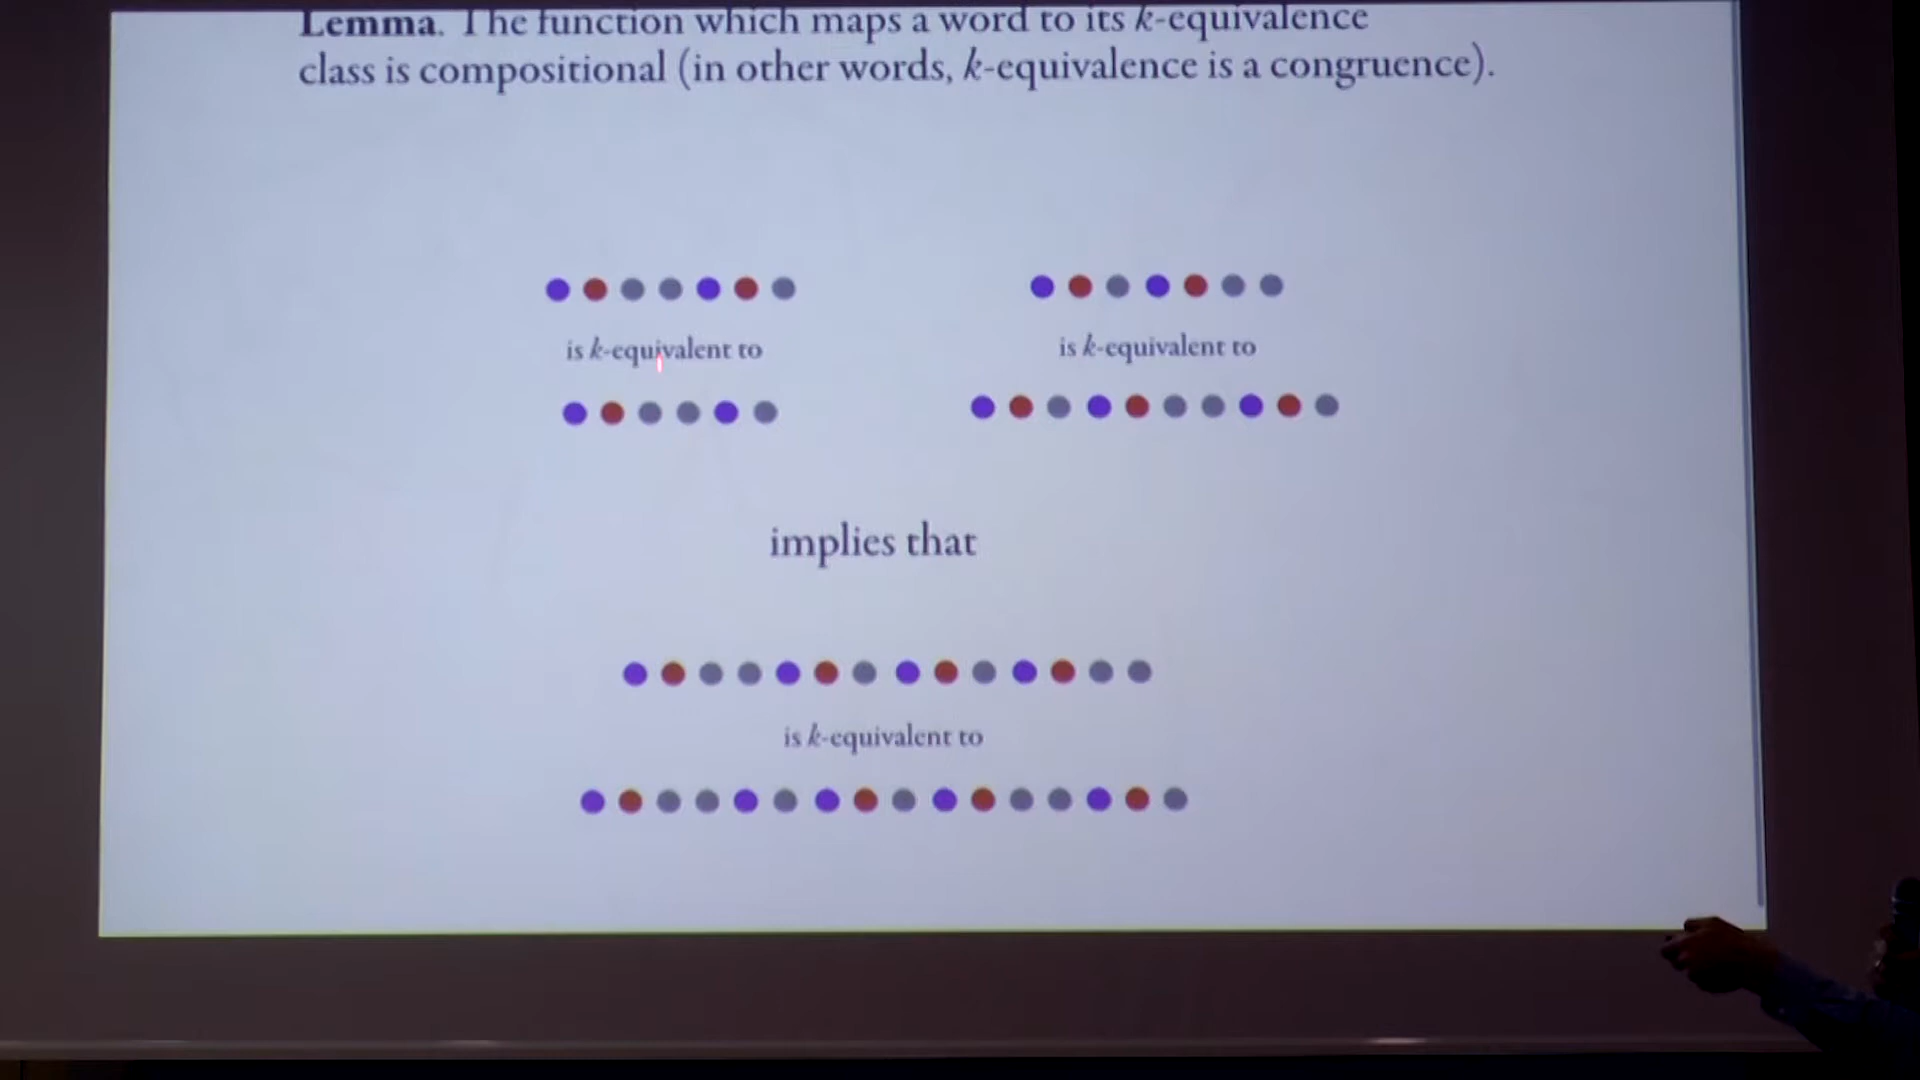 Lemma. The function which maps a word to its k-equivalence
class is compositional (in other words, k-equivalence is a congruence).
is k-equivalent to
is k-equivalent to
implies that
is k-equivalent to